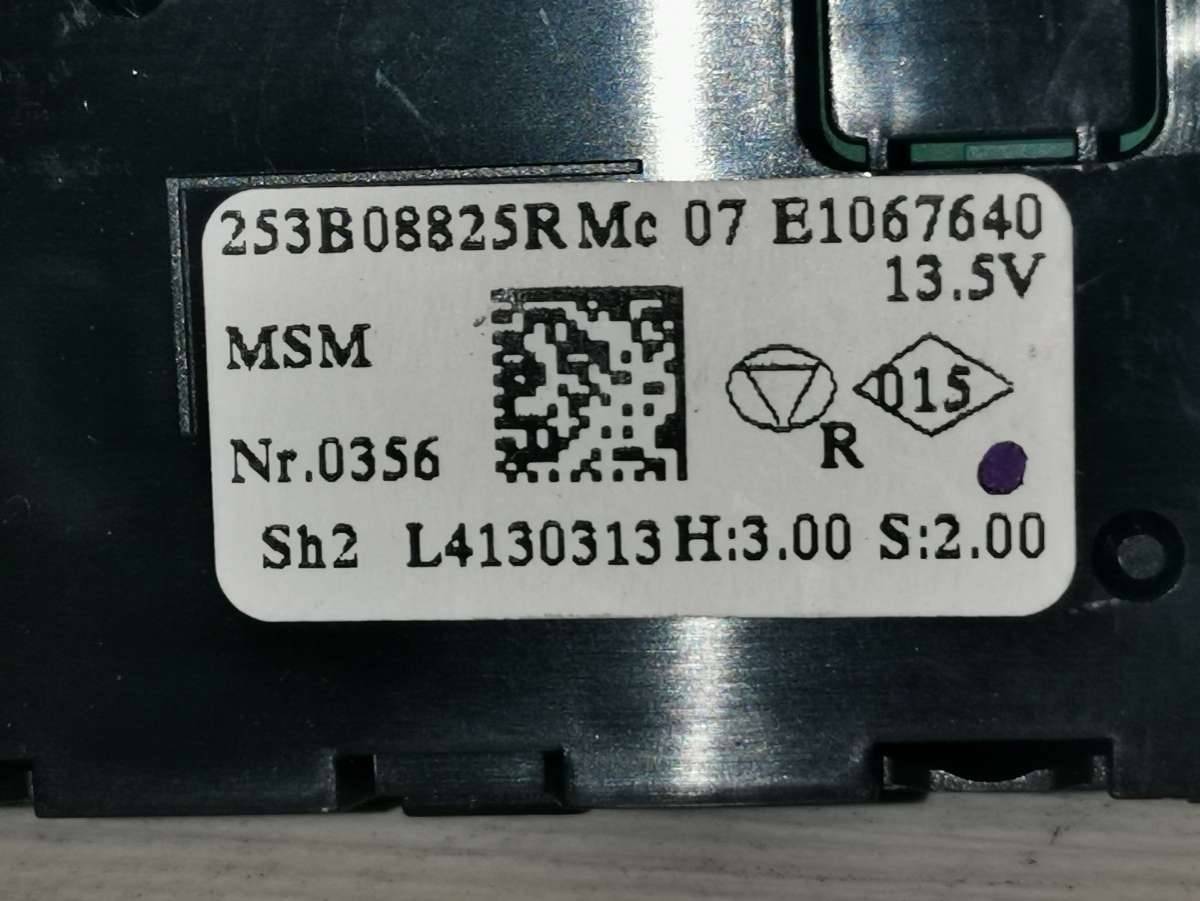 253B08825R Mc 07 E1067640
13.5V
MSM
015
R
Nr.0356
Sh2 L4130313 H:3.00 S:2.00